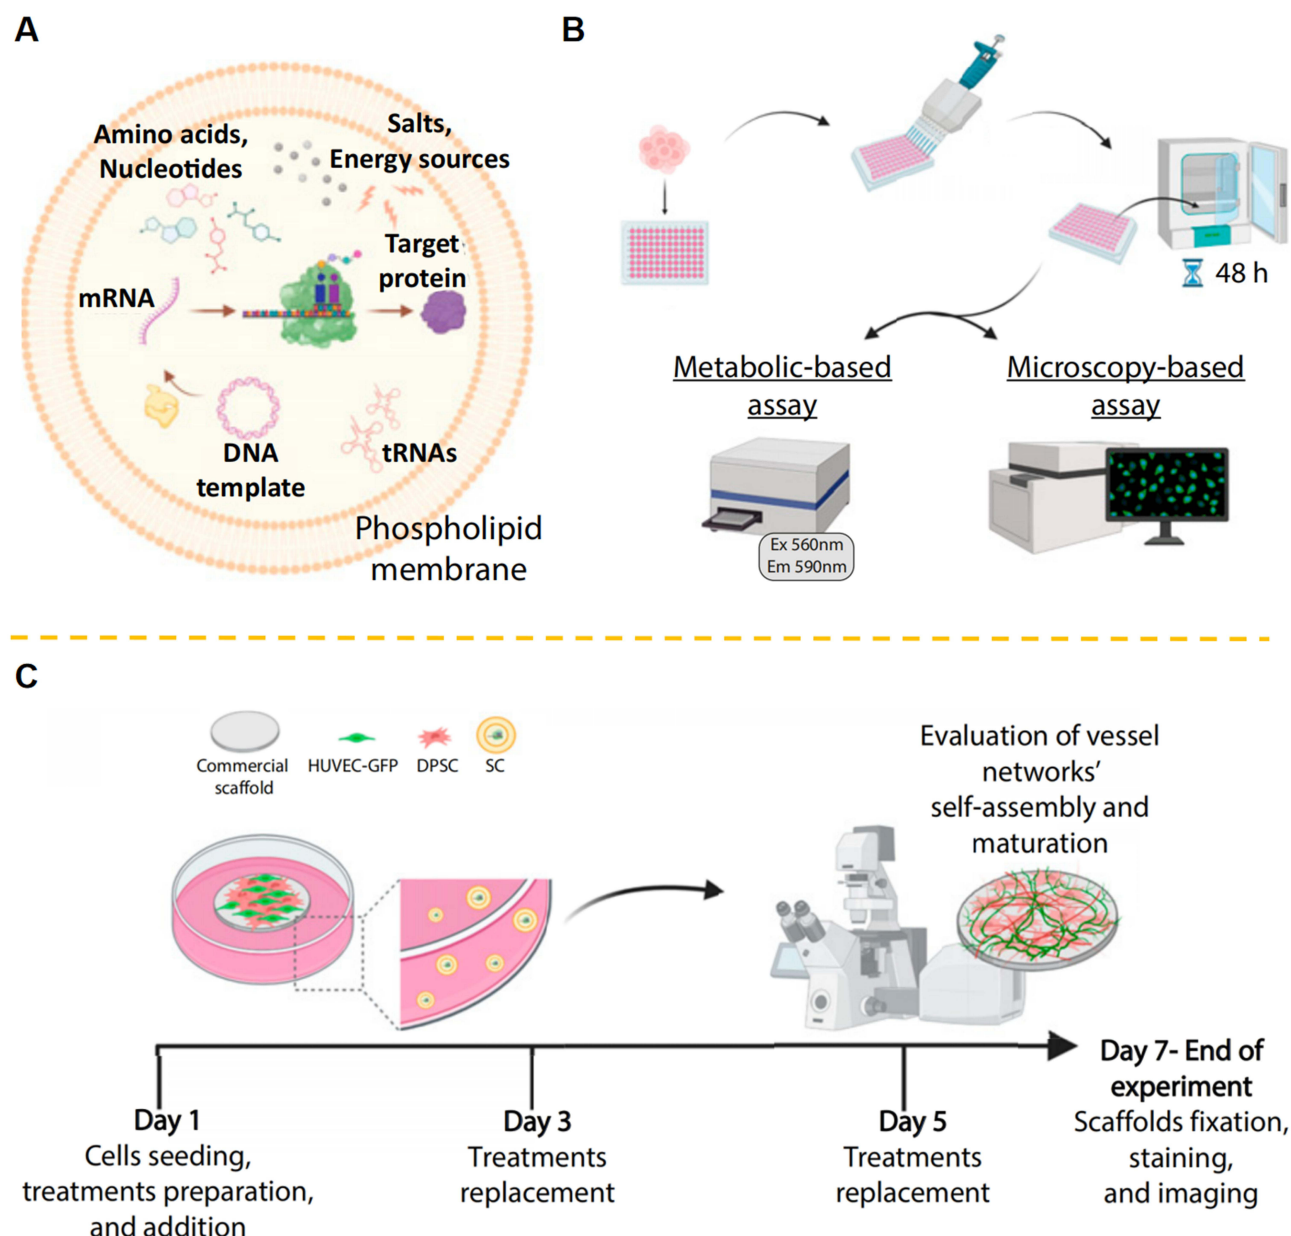 A
Amino acids,
Nucleotides
Salts,
Energy sources
Target
protein
mRNA
DNA
template
tRNAs
Phospholipid
membrane
B
48 h
Metabolic-based
assay
Microscopy-based
assay
Ex 560nm
Em 590nm
C
Commercial
scaffold
HUVEC-GFP
DPSC
SC
Evaluation of vessel
networks’
self-assembly and
maturation
Day 1
Cells seeding,
treatments preparation,
and addition
Day 3
Treatments
replacement
Day 5
Treatments
replacement
Day 7- End of
experiment
Scaffolds fixation,
staining,
and imaging